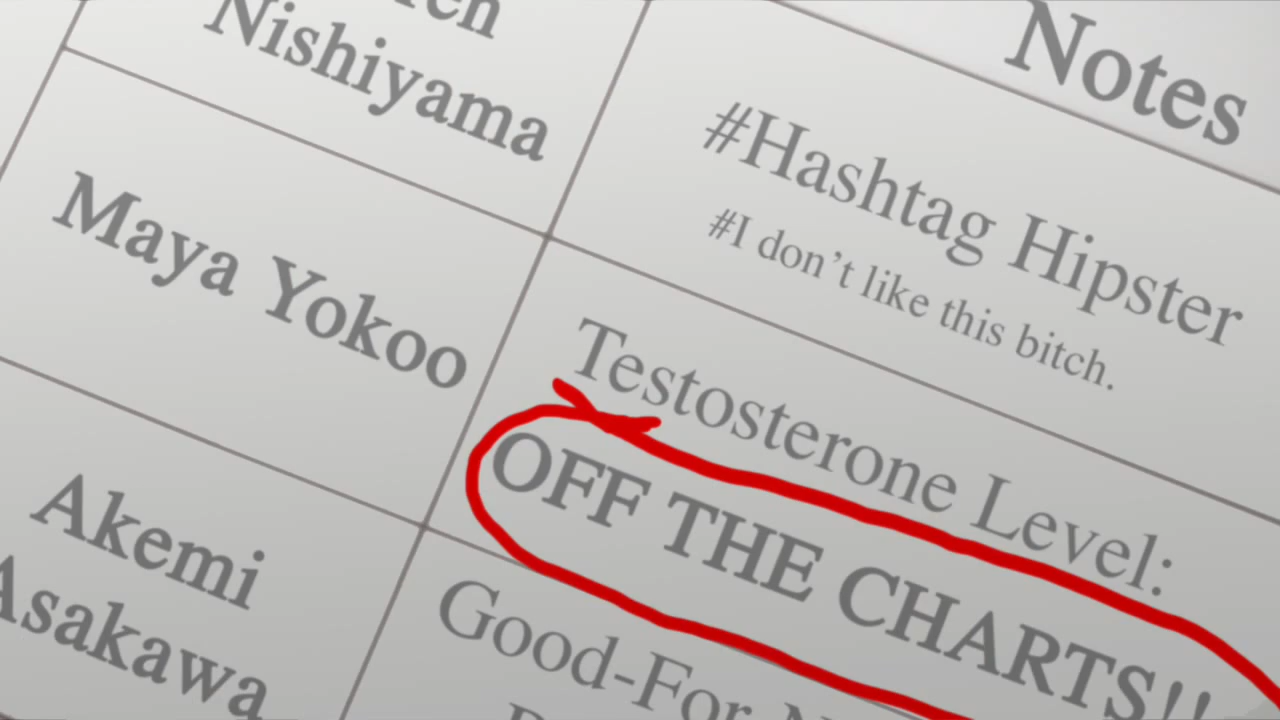 Notes
Nishiyama
#Hashtag Hipster
#I don't like this bitch.
Maya Yokoo
Testosterone Level:
OFF THE CHARTS!!
Akemi
Asakawa
Good-For